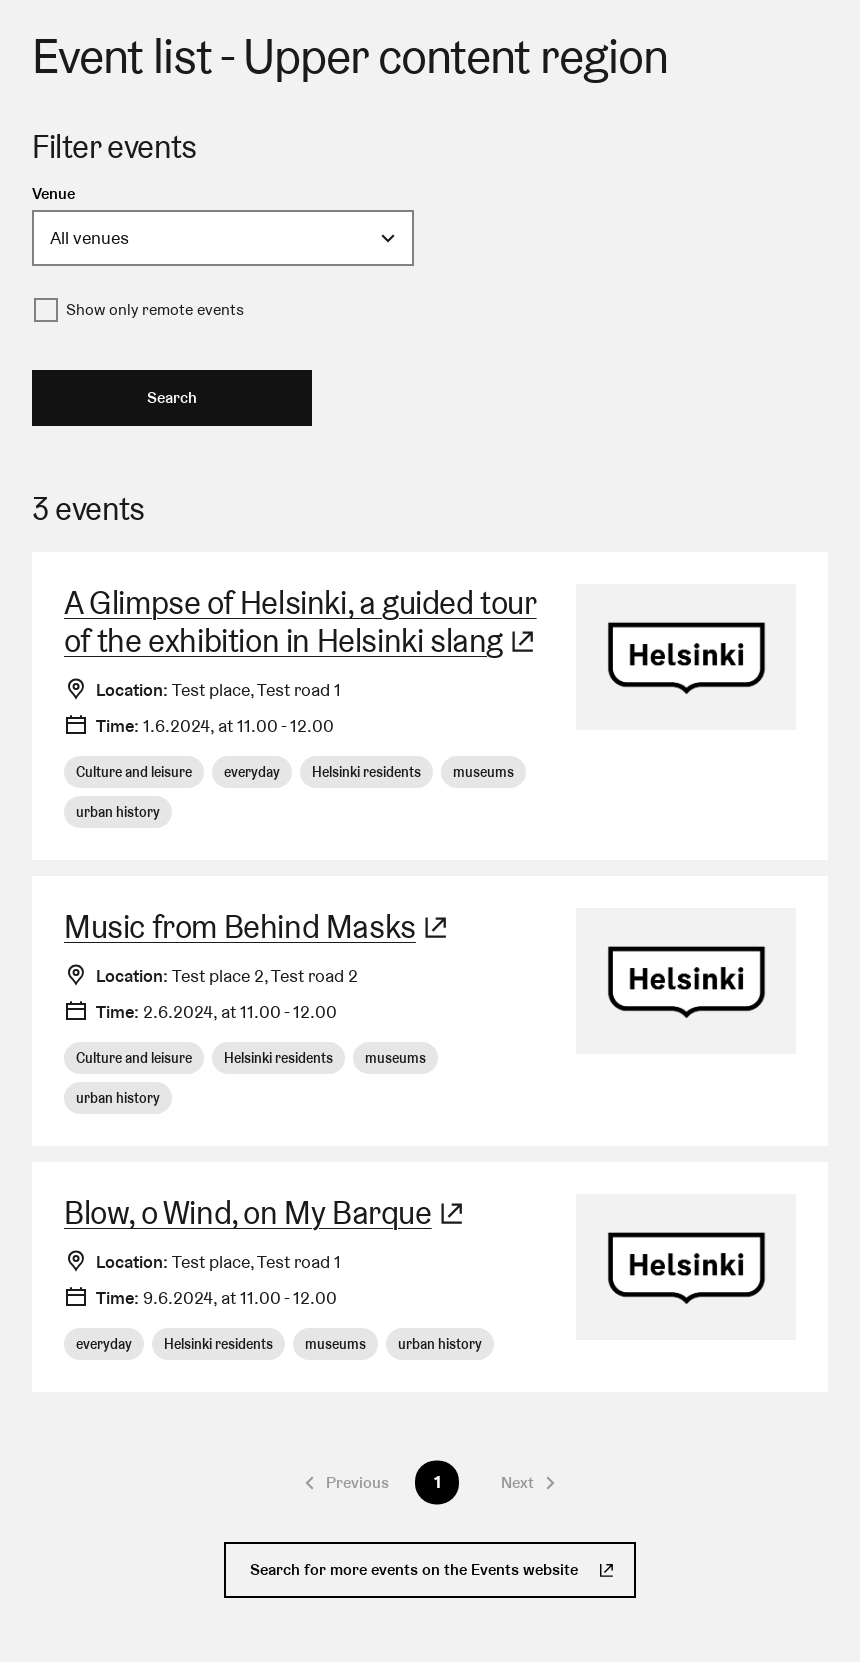 Event list - Upper content region
Filter events
Venue
All venues
Show only remote events
Search
3 events
A Glimpse of Helsinki, a guided tour
of the exhibition in Helsinki slang
Helsinki
Location: Test place, Test road 1
Time: 1.6.2024, at 11.00 - 12.00
Culture and leisure everyday Helsinki residents museums
urban history
Music from Behind Masks
Helsinki
Location: Test place 2, Test road 2
Time: 2.6.2024, at 11.00 - 12.00
Culture and leisure Helsinki residents museums
urban history
Blow, o Wind, on My Barque
Helsinki
Location: Test place, Test road 1
Time: 9.6.2024, at 11.00 - 12.00
everyday Helsinki residents museums urban history
Previous 1 Next
Search for more events on the Events website